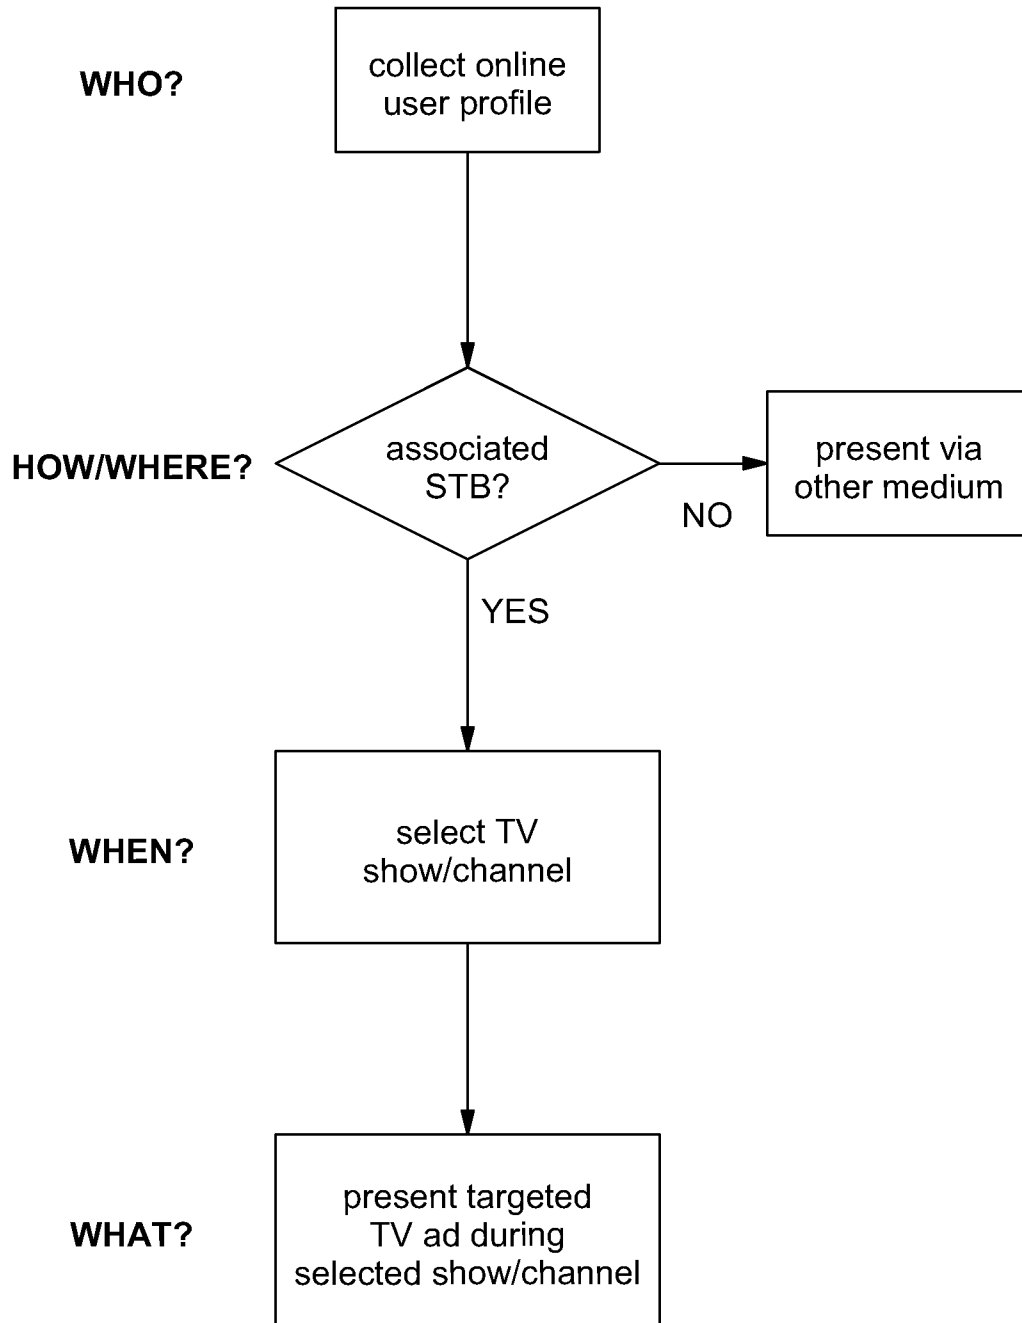 WHO?
collect online
user profile
HOW/WHERE?
associated
STB?
NO
present via
other medium
YES
WHEN?
select TV
show/channel
WHAT?
present targeted
TV ad during
selected show/channel